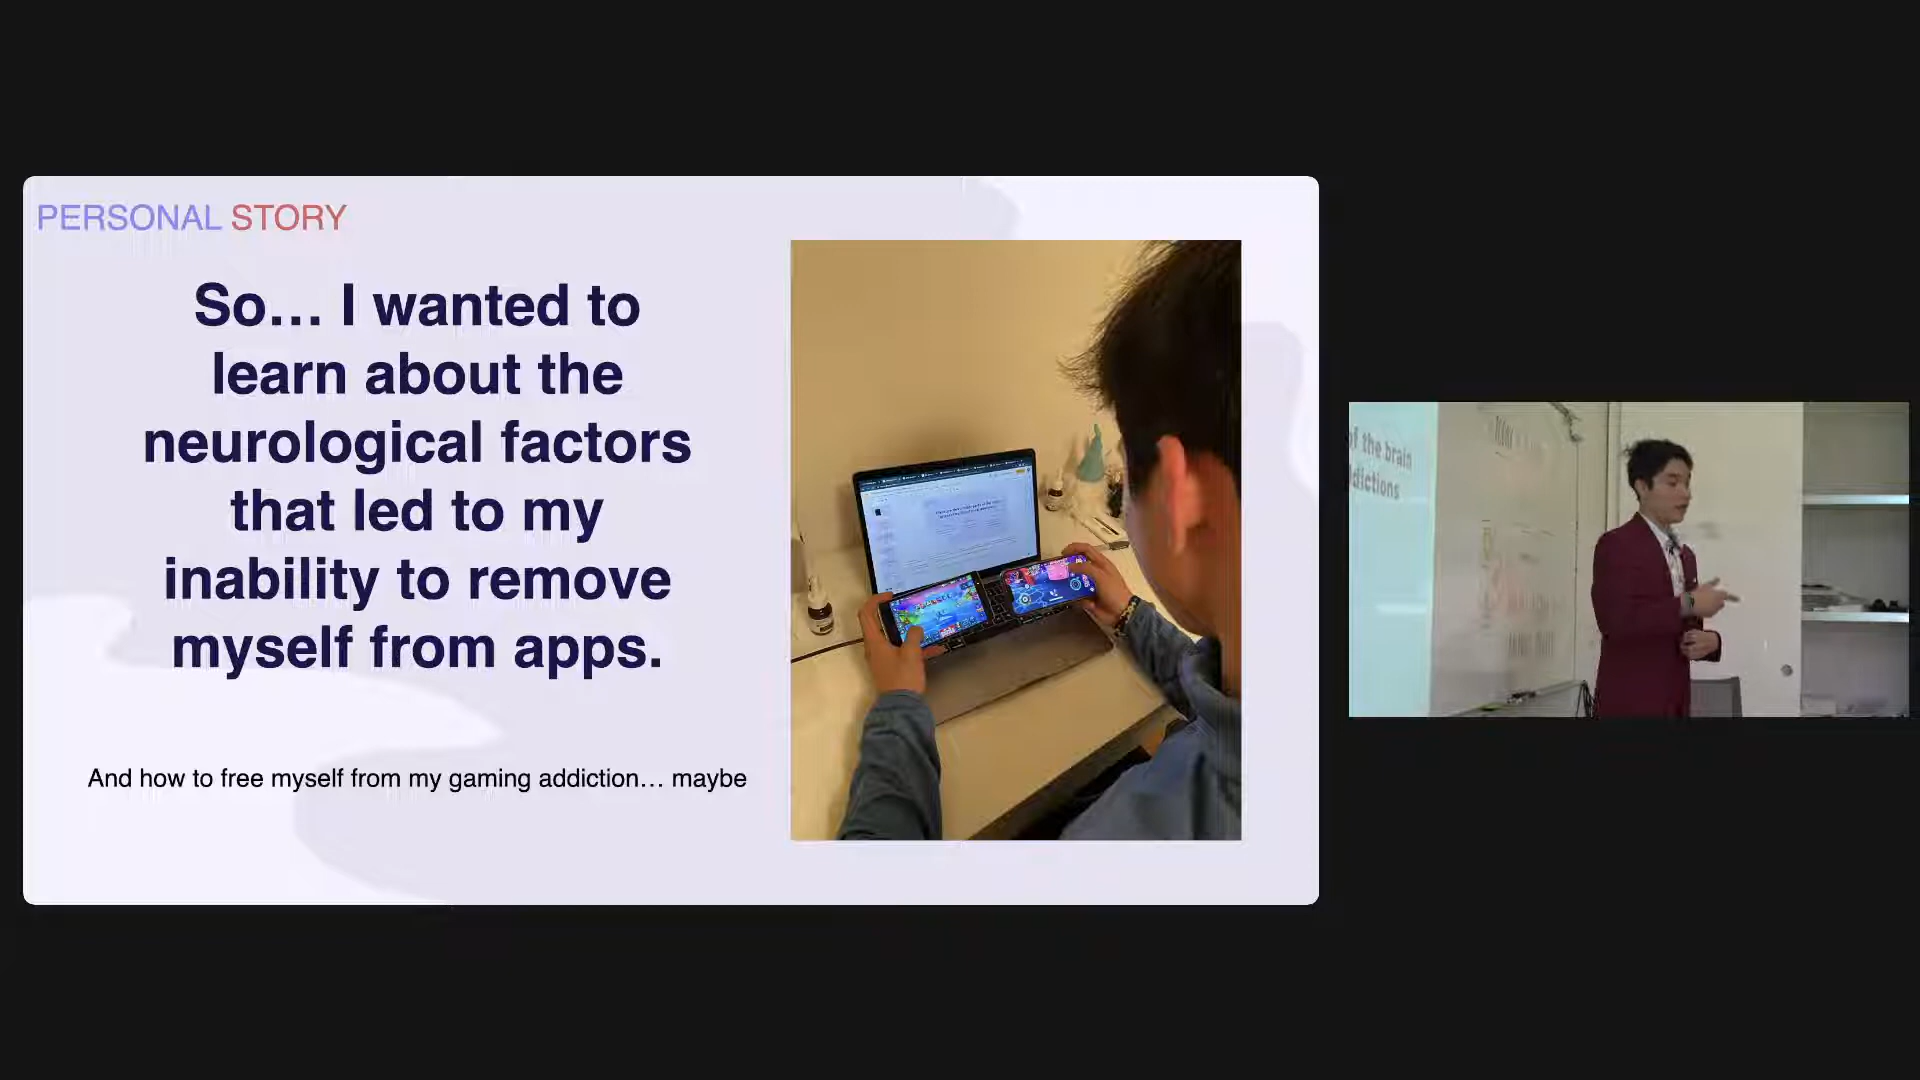 PERSONAL STORY
So… I wanted to
learn about the
neurological factors
that led to my
inability to remove
myself from apps.
And how to free myself from my gaming addiction… maybe
of the brain
ddictions